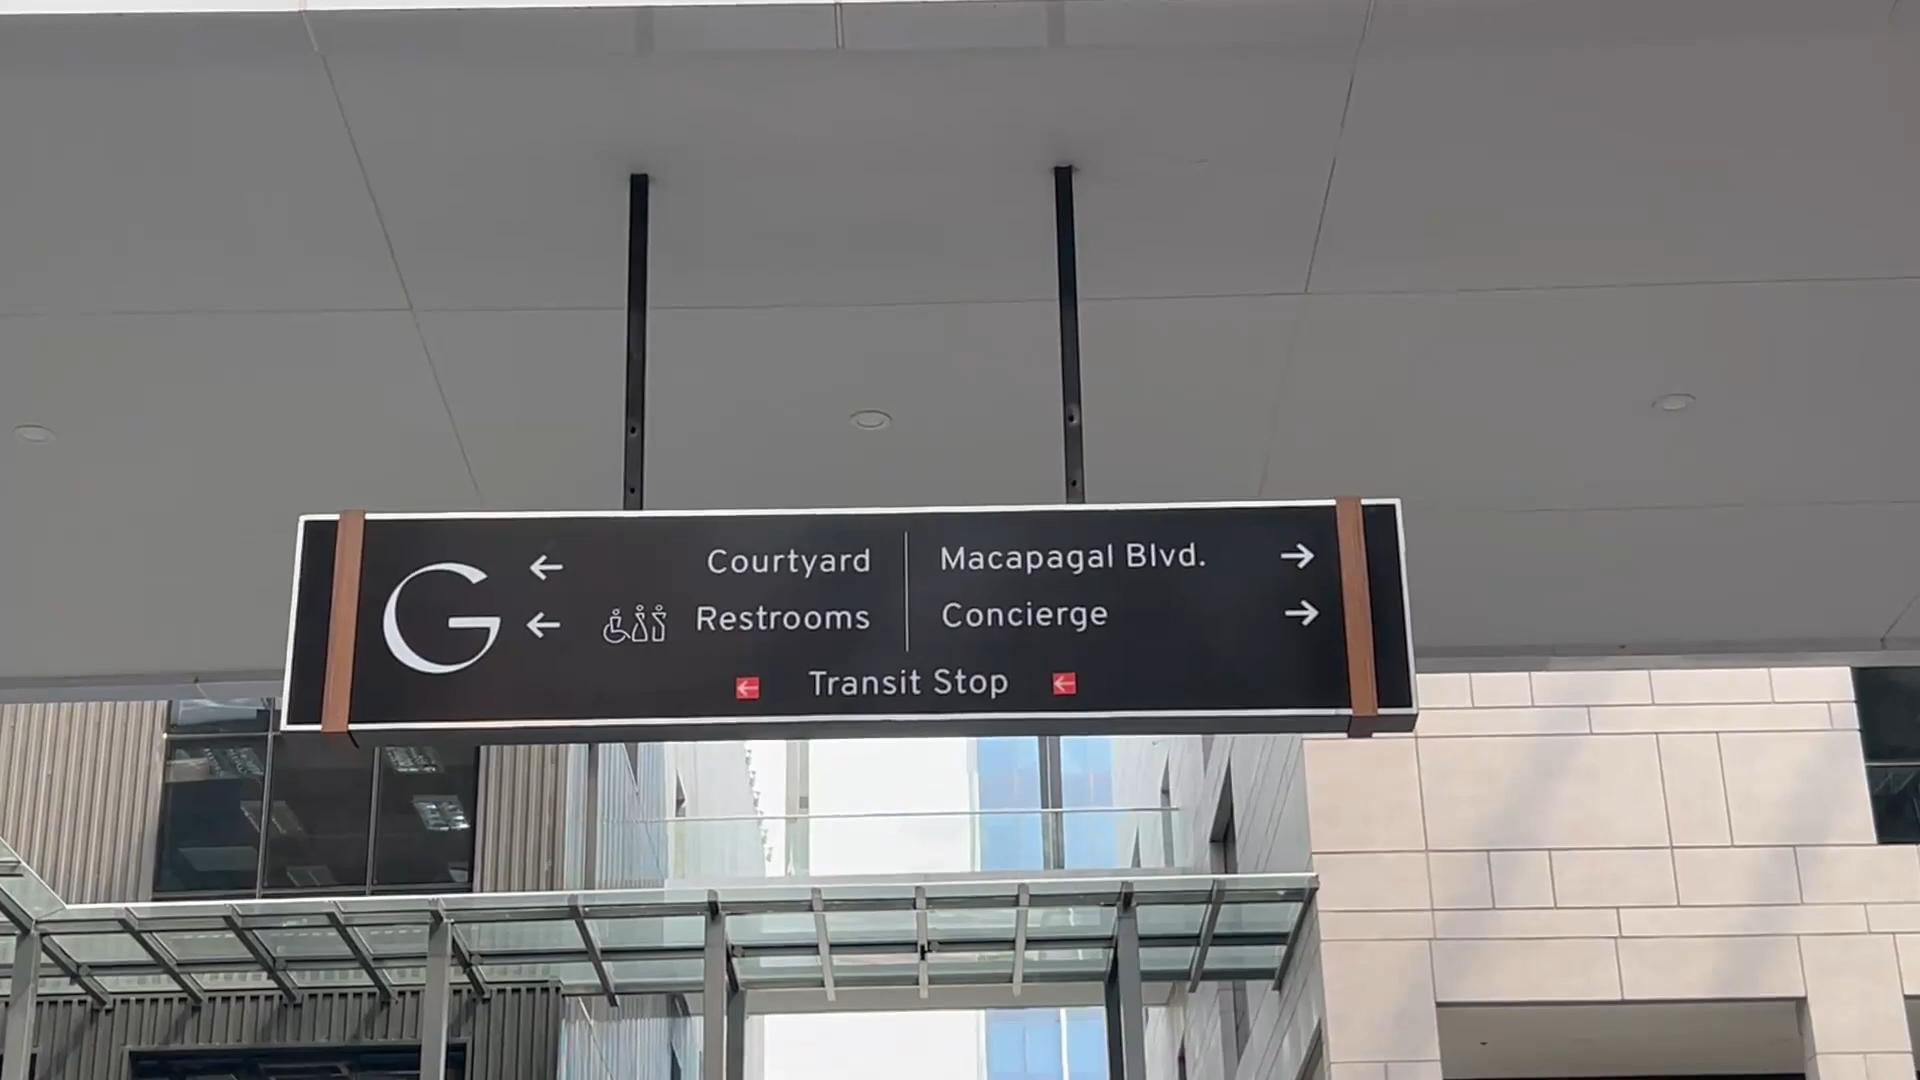 G
← Courtyard
← Restrooms
Macapagal Blvd. →
Concierge →
← Transit Stop ←